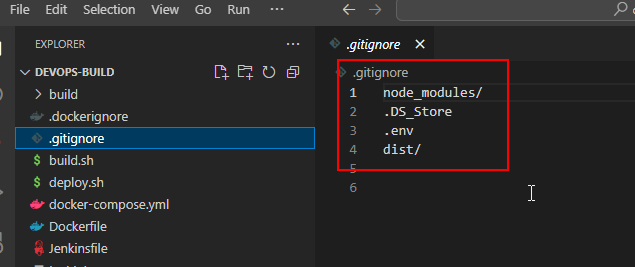 File Edit Selection View Go Run ...
EXPLORER ...
DEVOPS-BUILD
build
.dockerignore
.gitignore
build.sh
deploy.sh
docker-compose.yml
Dockerfile
Jenkinsfile
.gitignore
.gitignore
1 node_modules/
2 .DS_Store
3 .env
4 dist/
5
6